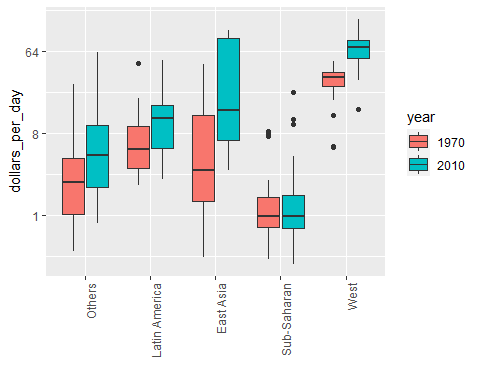 dollars_per_day
64
8
1
Others
Latin America
East Asia
Sub-Saharan
West
year
1970
2010